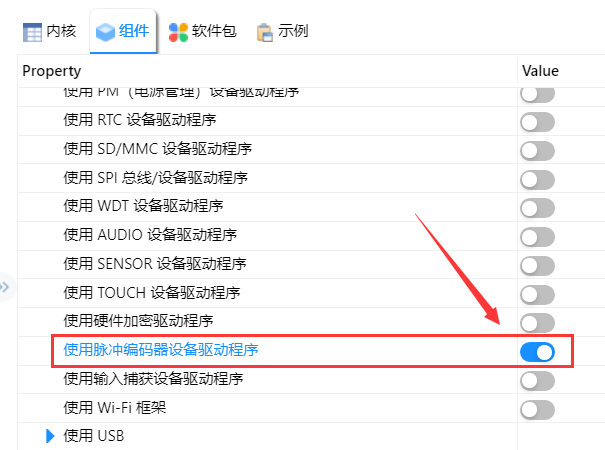 内核 组件 软件包 示例
Property Value
使用 PM（电源管理）设备驱动程序
使用 RTC 设备驱动程序
使用 SD/MMC 设备驱动程序
使用 SPI 总线/设备驱动程序
使用 WDT 设备驱动程序
使用 AUDIO 设备驱动程序
使用 SENSOR 设备驱动程序
使用 TOUCH 设备驱动程序
使用硬件加密驱动程序
使用脉冲编码器设备驱动程序
使用输入捕获设备驱动程序
使用 Wi-Fi 框架
使用 USB